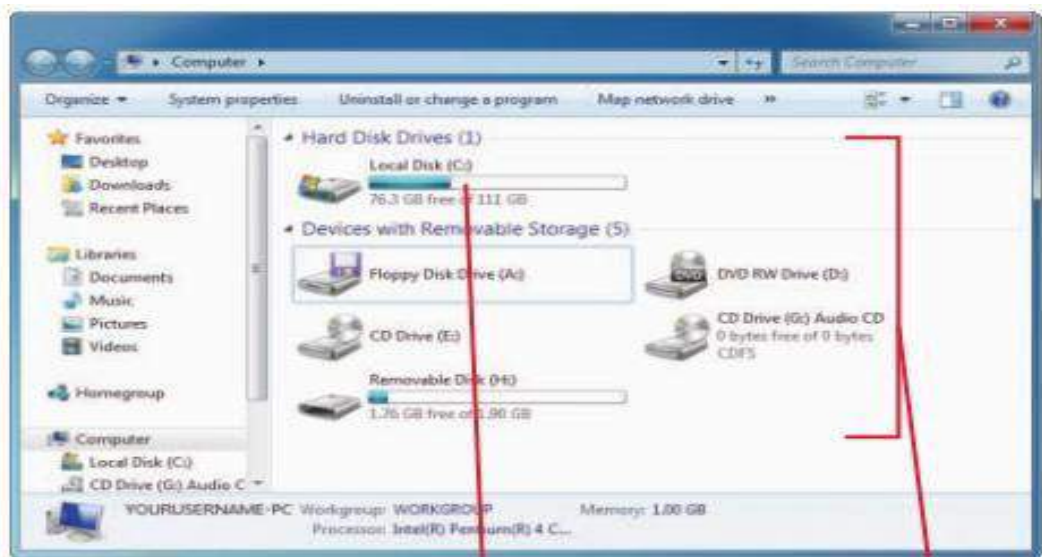 Computer
Search Computer
Organize
System properties
Uninstall or change a program
Map network drive
»
Favorites
Desktop
Downloads
Recent Places
Libraries
Documents
Music
Pictures
Videos
Homegroup
Computer
Local Disk (C:)
CD Drive (G:) Audio C
Hard Disk Drives (1)
Local Disk (C:)
76.3 GB free of 111 GB
Devices with Removable Storage (5)
Floppy Disk Drive (A:)
DVD RW Drive (D:)
DVD
CD Drive (E:)
CD Drive (G:) Audio CD
0 bytes free of 0 bytes
CDFS
Removable Disk (H:)
1.76 GB free of 1.90 GB
YOURUSERNAME-PC Workgroup: WORKGROUP Memory: 1.00 GB
Processor: Intel(R) Pentium(R) 4 C...